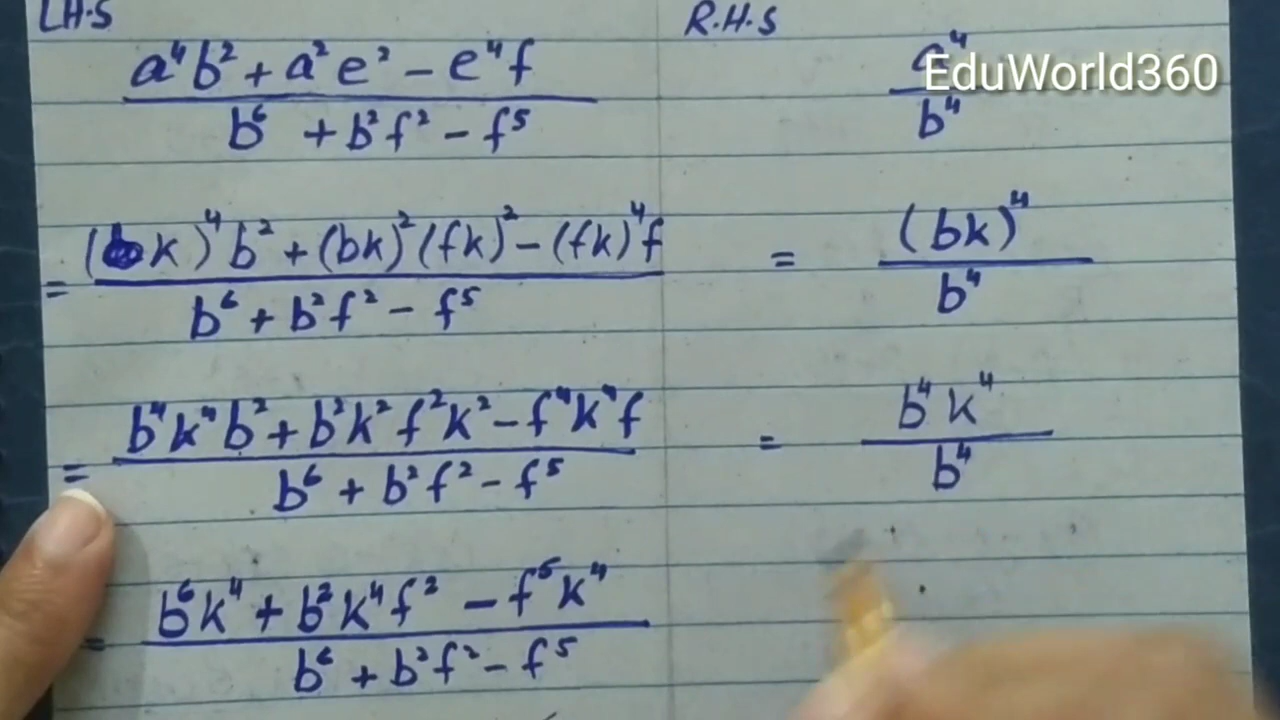 L.H.S
R.H.S
a⁴b² + a²e² - e⁴f
b⁶ + b²f² - f⁵
a⁴
b⁴
EduWorld360
= (bk)⁴b² + (bk)²(fk)² - (fk)⁴f
b⁶ + b²f² - f⁵
= (bk)⁴
b⁴
= b⁴k⁴b² + b²k²f²k² - f⁴k⁴f
b⁶ + b²f² - f⁵
= b⁴k⁴
b⁴
= b⁶k⁴ + b²k⁴f² - f⁵k⁴
b⁶ + b²f² - f⁵